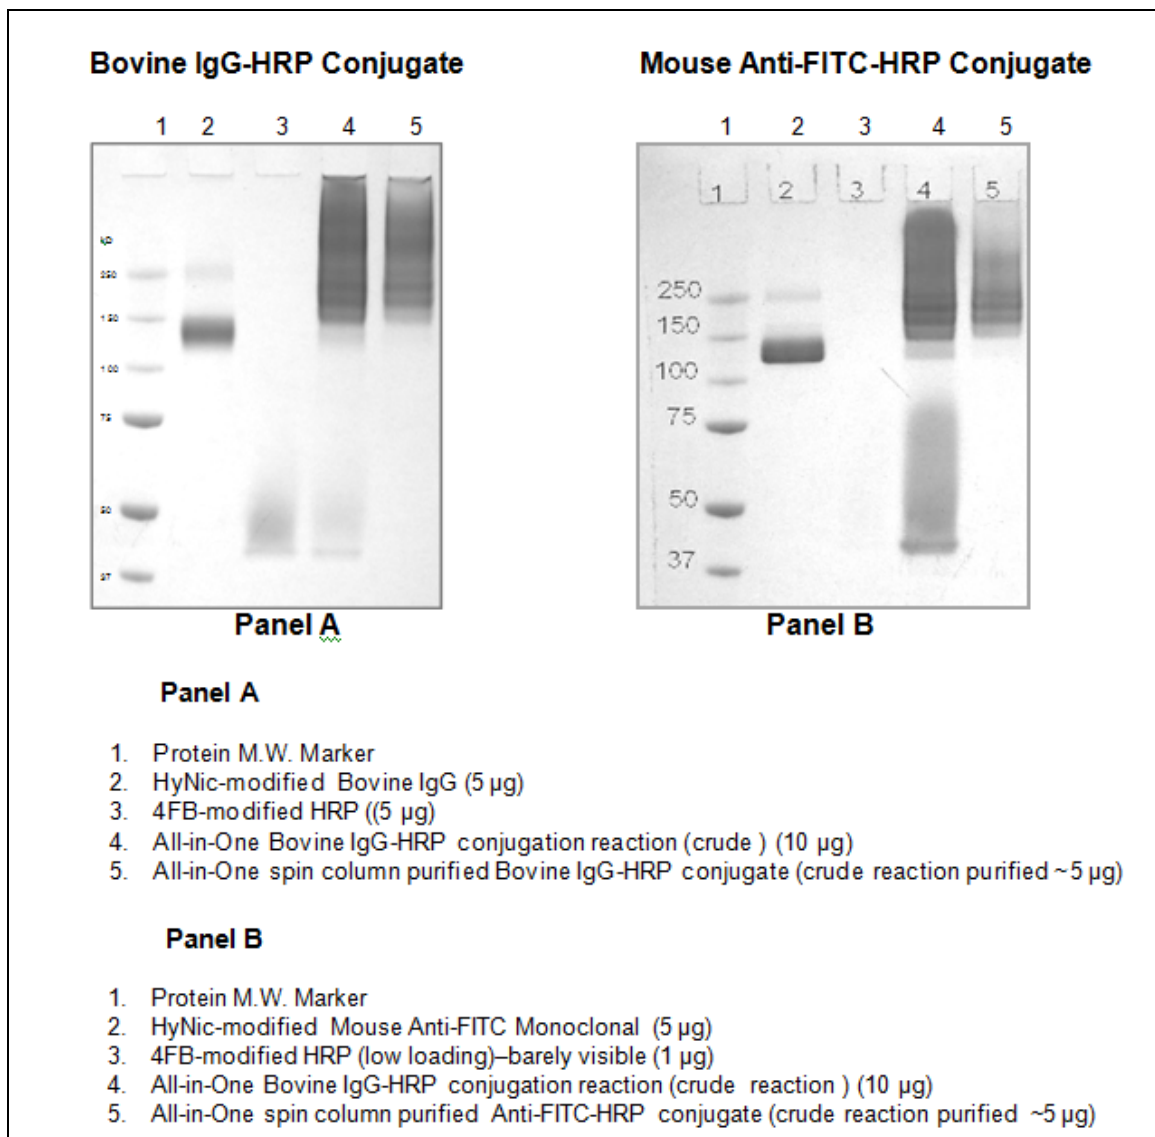 Bovine IgG-HRP Conjugate
Mouse Anti-FITC-HRP Conjugate
1 2 3 4 5
1 2 3 4 5
kD
250
150
100
75
50
37
1 2 3 4 5
250
150
100
75
50
37
Panel A
Panel B
Panel A
1. Protein M.W. Marker
2. HyNic-modified Bovine IgG (5 µg)
3. 4FB-modified HRP ((5 µg)
4. All-in-One Bovine IgG-HRP conjugation reaction (crude ) (10 µg)
5. All-in-One spin column purified Bovine IgG-HRP conjugate (crude reaction purified ~5 µg)
Panel B
1. Protein M.W. Marker
2. HyNic-modified Mouse Anti-FITC Monoclonal (5 µg)
3. 4FB-modified HRP (low loading)–barely visible (1 µg)
4. All-in-One Bovine IgG-HRP conjugation reaction (crude reaction ) (10 µg)
5. All-in-One spin column purified Anti-FITC-HRP conjugate (crude reaction purified ~5 µg)